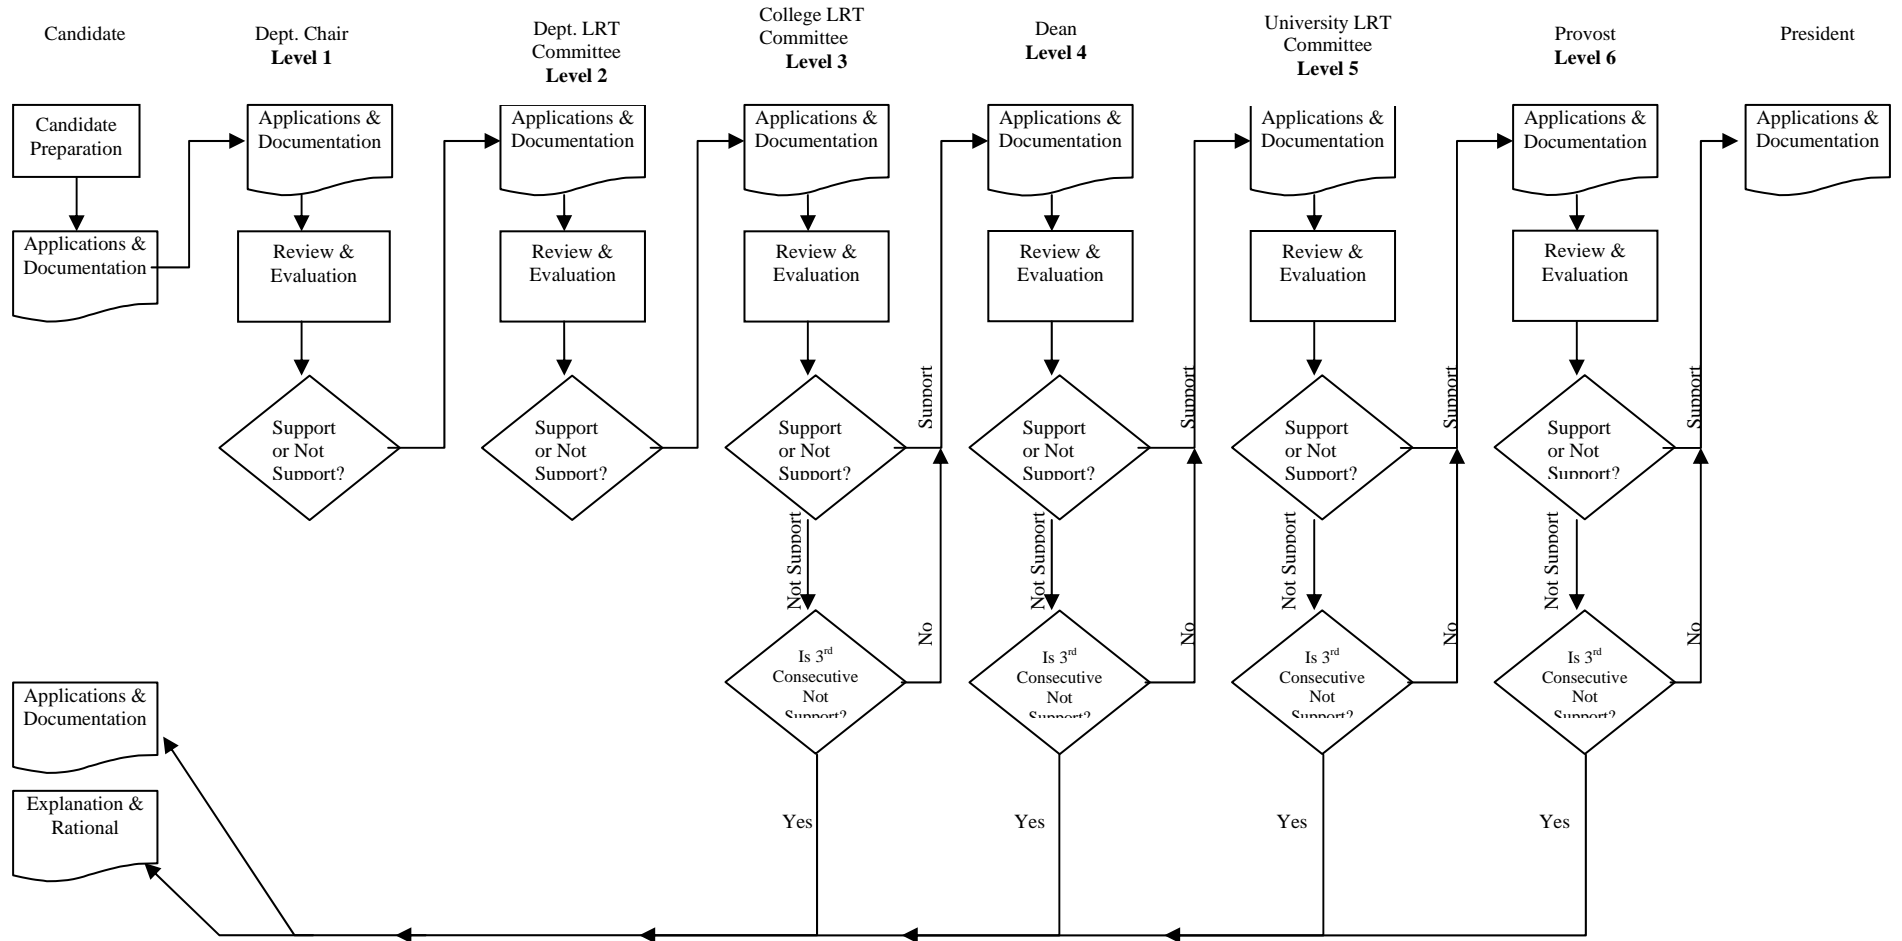 Candidate
Dept. Chair
Level 1
Dept. LRT
Committee
Level 2
College LRT
Committee
Level 3
Dean
Level 4
University LRT
Committee
Level 5
Provost
Level 6
President
Candidate
Preparation
Applications &
Documentation
Applications &
Documentation
Applications &
Documentation
Applications &
Documentation
Applications &
Documentation
Applications &
Documentation
Applications &
Documentation
Applications &
Documentation
Review &
Evaluation
Review &
Evaluation
Review &
Evaluation
Review &
Evaluation
Review &
Evaluation
Review &
Evaluation
Support
or Not
Support?
Support
or Not
Support?
Support
or Not
Support?
Support
Support
or Not
Support?
Support
Support
or Not
Support?
Support
Support
or Not
Support?
Support
Not Support
Not Support
Not Support
Not Support
Is 3rd
Consecutive
Not
Support?
No
Is 3rd
Consecutive
Not
Support?
No
Is 3rd
Consecutive
Not
Support?
No
Is 3rd
Consecutive
Not
Support?
No
Applications &
Documentation
Explanation &
Rational
Yes
Yes
Yes
Yes